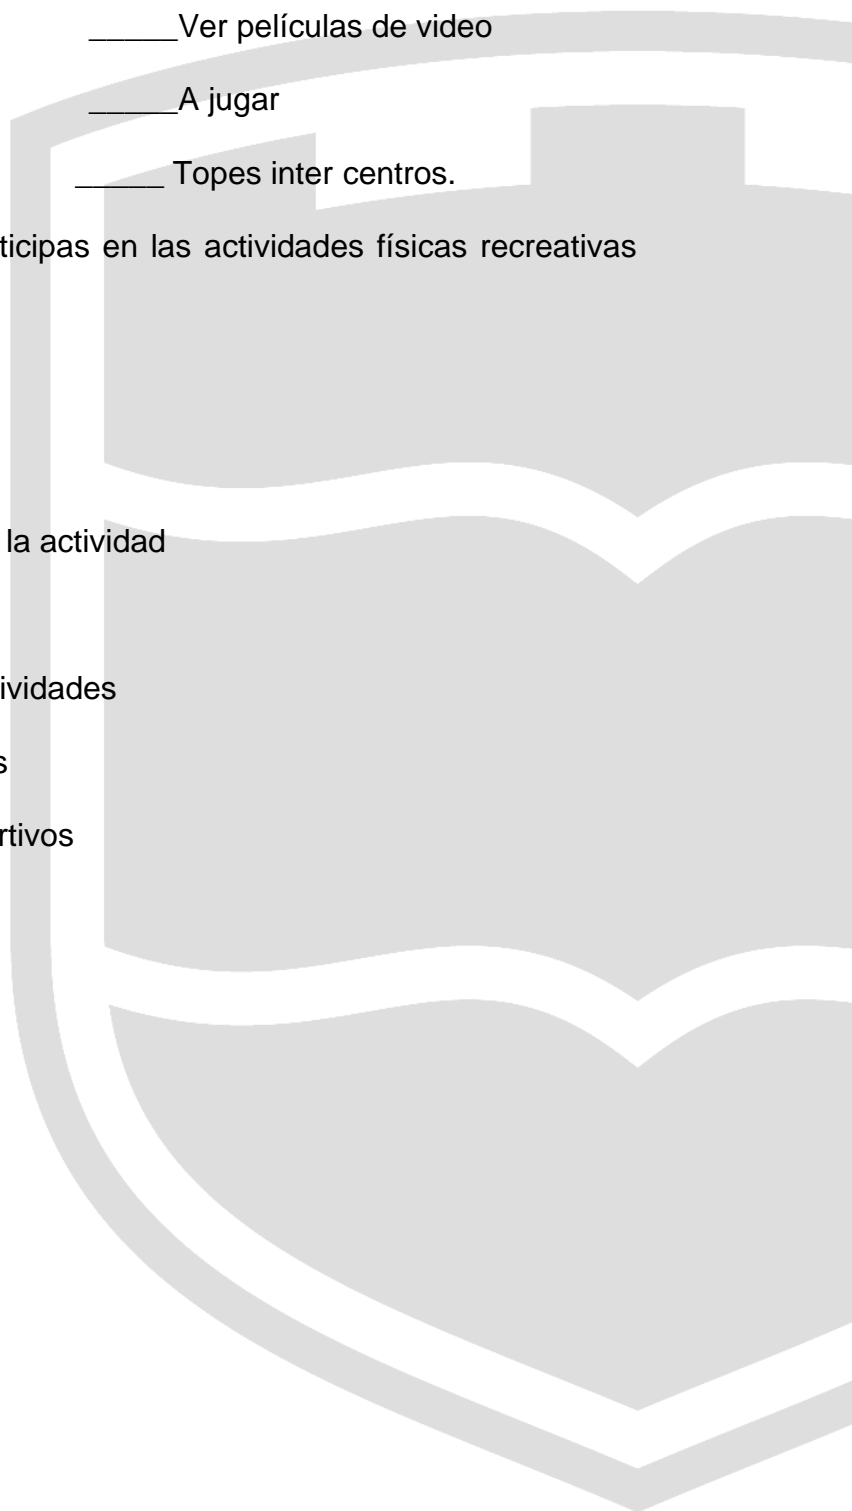 _____Ver películas de video
_____A jugar
_____ Topes inter centros.
ticipas en las actividades físicas recreativas
la actividad
ividades
s
rtivos